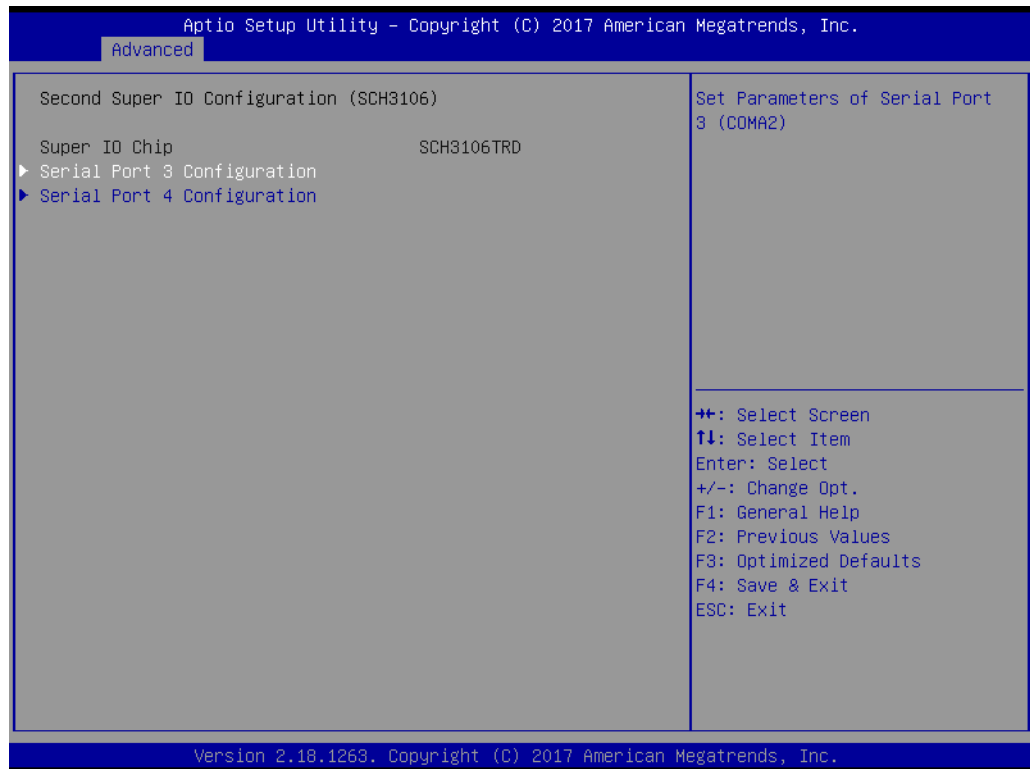 Aptio Setup Utility – Copyright (C) 2017 American Megatrends, Inc.
Advanced
Second Super IO Configuration (SCH3106)
Super IO Chip SCH3106TRD
▶ Serial Port 3 Configuration
▶ Serial Port 4 Configuration
Set Parameters of Serial Port
3 (COMA2)
→←: Select Screen
↑↓: Select Item
Enter: Select
+/-: Change Opt.
F1: General Help
F2: Previous Values
F3: Optimized Defaults
F4: Save & Exit
ESC: Exit
Version 2.18.1263. Copyright (C) 2017 American Megatrends, Inc.